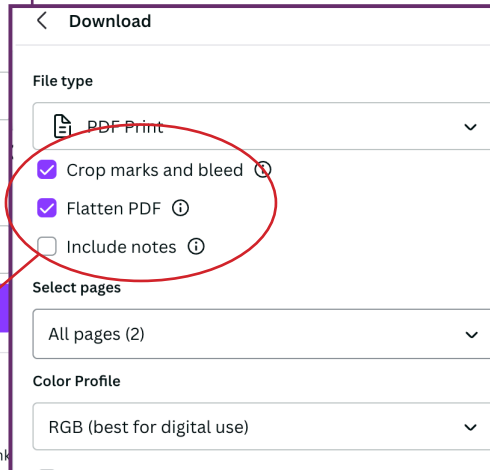 Download
File type
PDF Print
Crop marks and bleed
Flatten PDF
Include notes
Select pages
All pages (2)
Color Profile
RGB (best for digital use)